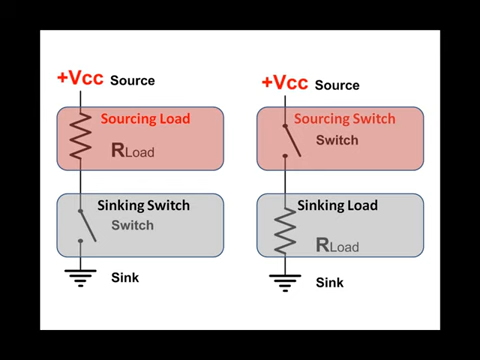 +Vcc Source
Sourcing Load
RLoad
Sinking Switch
Switch
Sink
+Vcc Source
Sourcing Switch
Switch
Sinking Load
RLoad
Sink